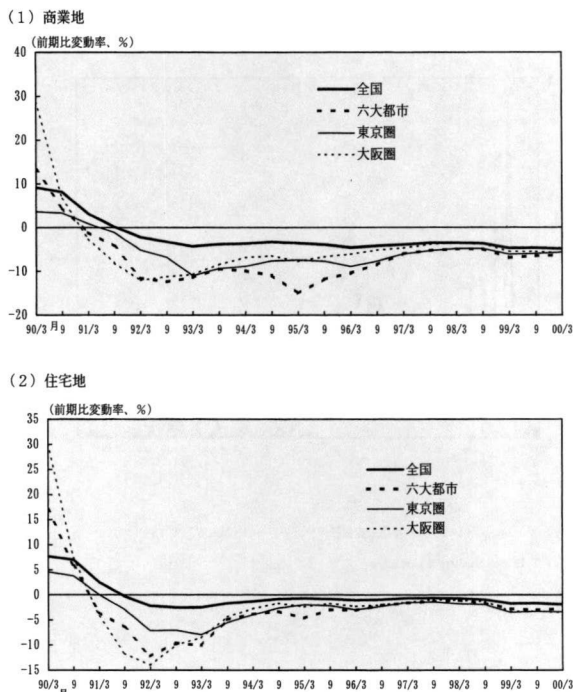 (1) 商業地
(前期比変動率、%)
40
30
20
10
0
-10
-20
全国
六大都市
東京圏
大阪圏
90/3 月 9 91/3 9 92/3 9 93/3 9 94/3 9 95/3 9 96/3 9 97/3 9 98/3 9 99/3 9 00/3
(2) 住宅地
(前期比変動率、%)
35
30
25
20
15
10
5
0
-5
-10
-15
全国
六大都市
東京圏
大阪圏
90/3 9 91/3 9 92/3 9 93/3 9 94/3 9 95/3 9 96/3 9 97/3 9 98/3 9 99/3 9 00/3
月